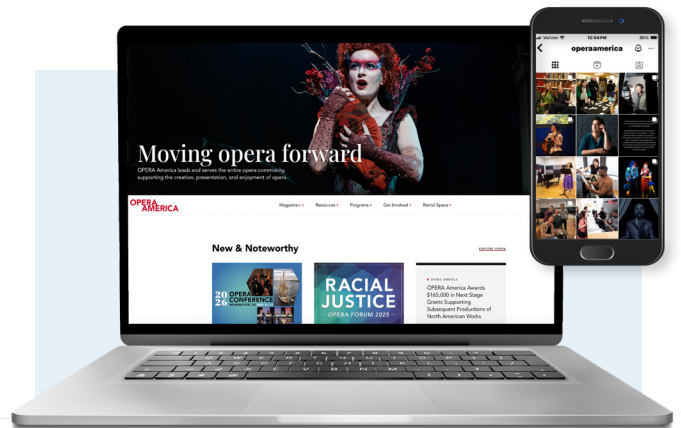 Moving opera forward
OPERA America leads and serves the entire opera community,
supporting the creation, presentation, and enjoyment of opera.
OPERA
AMERICA
Magazine
Resources
Programs
Get Involved
Rental Space
New & Noteworthy
EXPLORE OPERA
2026
OPERA
CONFERENCE
RACIAL
JUSTICE
OPERA FORUM 2025
OPERA AMERICA
OPERA America Awards
$165,000 in Next Stage
Grants Supporting
Subsequent Productions of
North American Works
Verizon
12:04 PM
86%
operaamerica